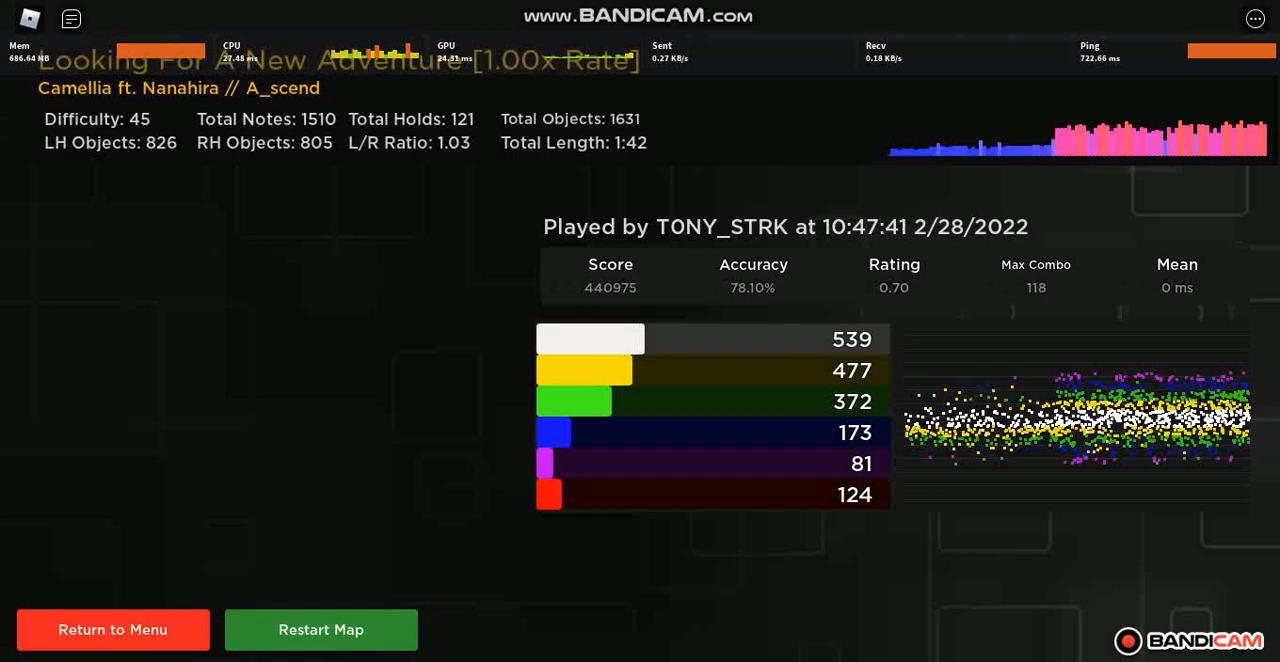 www.BANDICAM.com
Mem
686.64 MB
CPU
27.48 ms
GPU
24.31 ms
Sent
0.27 KB/s
Recv
0.18 KB/s
Ping
722.66 ms
Looking For A New Adventure [1.00x Rate]
Camellia ft. Nanahira // A_scend
Difficulty: 45 Total Notes: 1510 Total Holds: 121 Total Objects: 1631
LH Objects: 826 RH Objects: 805 L/R Ratio: 1.03 Total Length: 1:42
Played by T0NY_STRK at 10:47:41 2/28/2022
Score Accuracy Rating Max Combo Mean
440975 78.10% 0.70 118 0 ms
539
477
372
173
81
124
Return to Menu Restart Map
BANDICAM